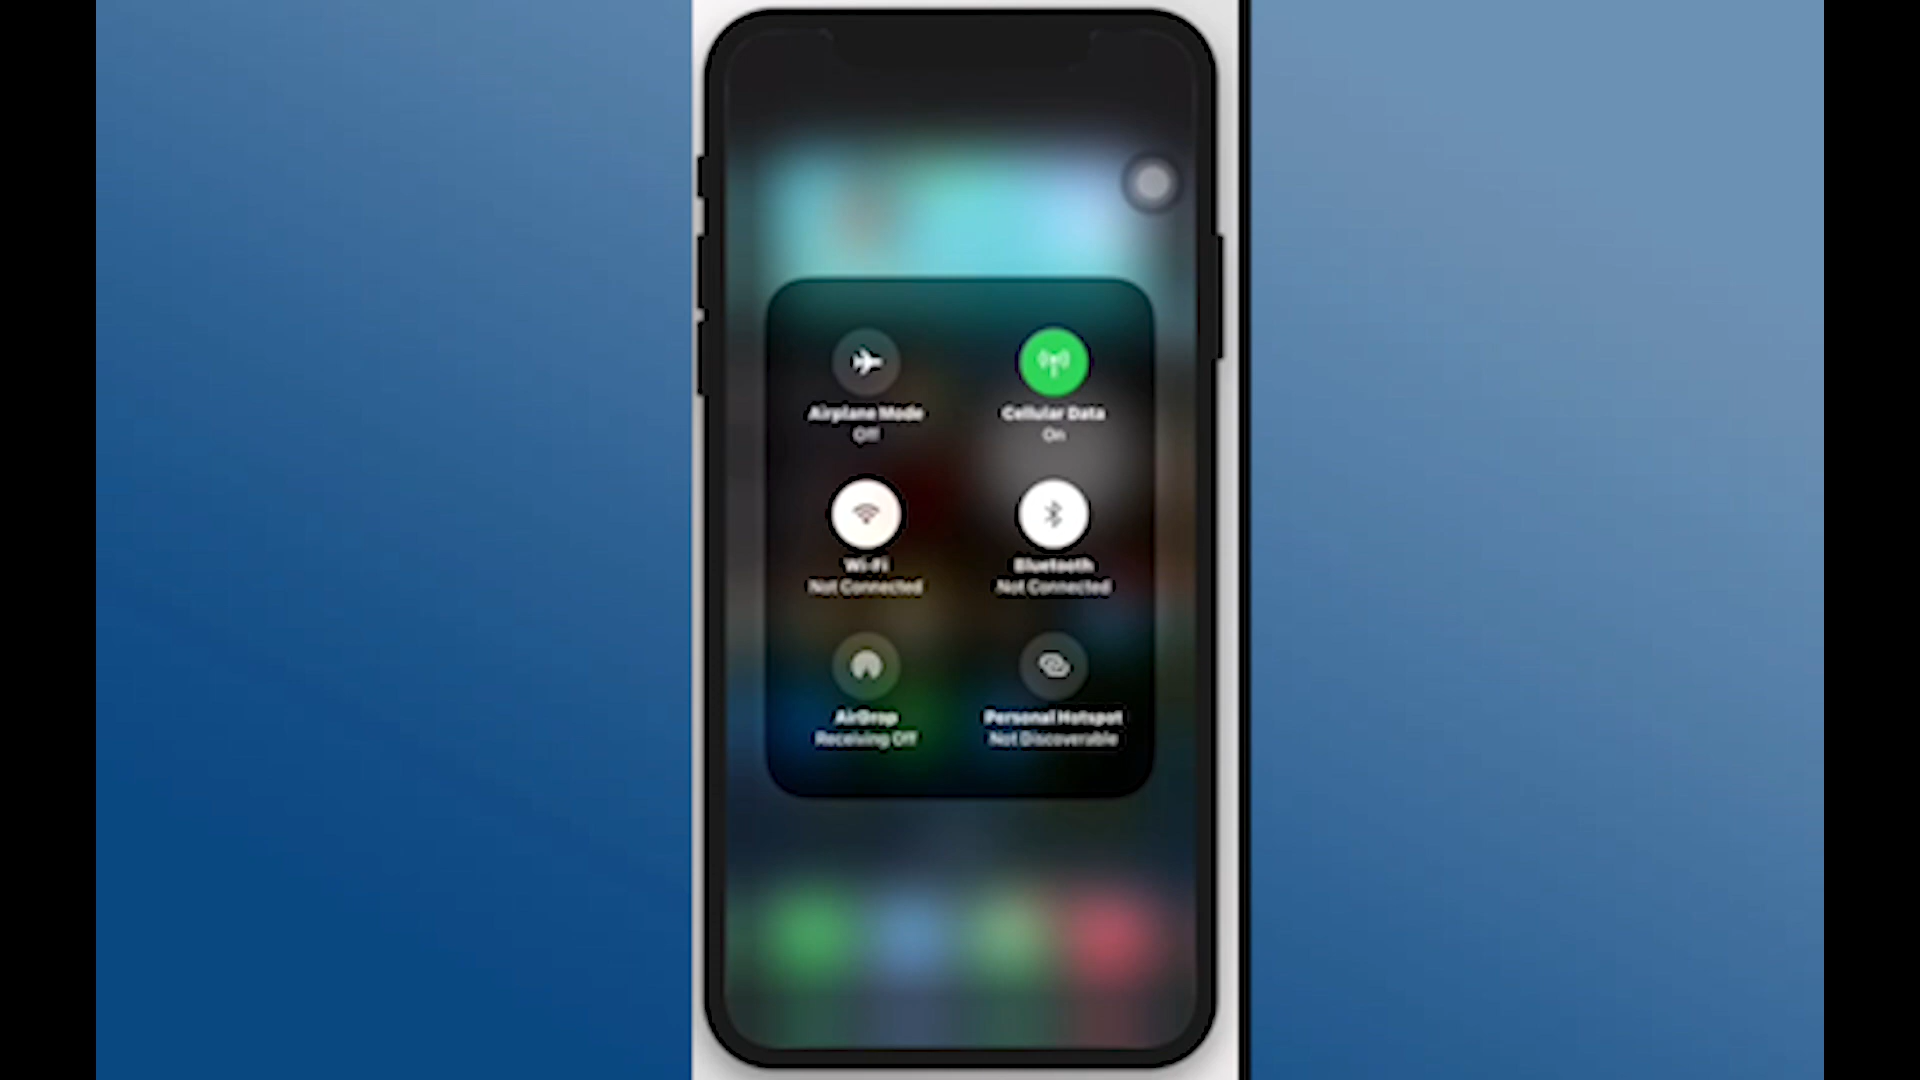 Airplane Mode
Off
Cellular Data
On
Wi-Fi
Not Connected
Bluetooth
Not Connected
AirDrop
Receiving Off
Personal Hotspot
Not Discoverable